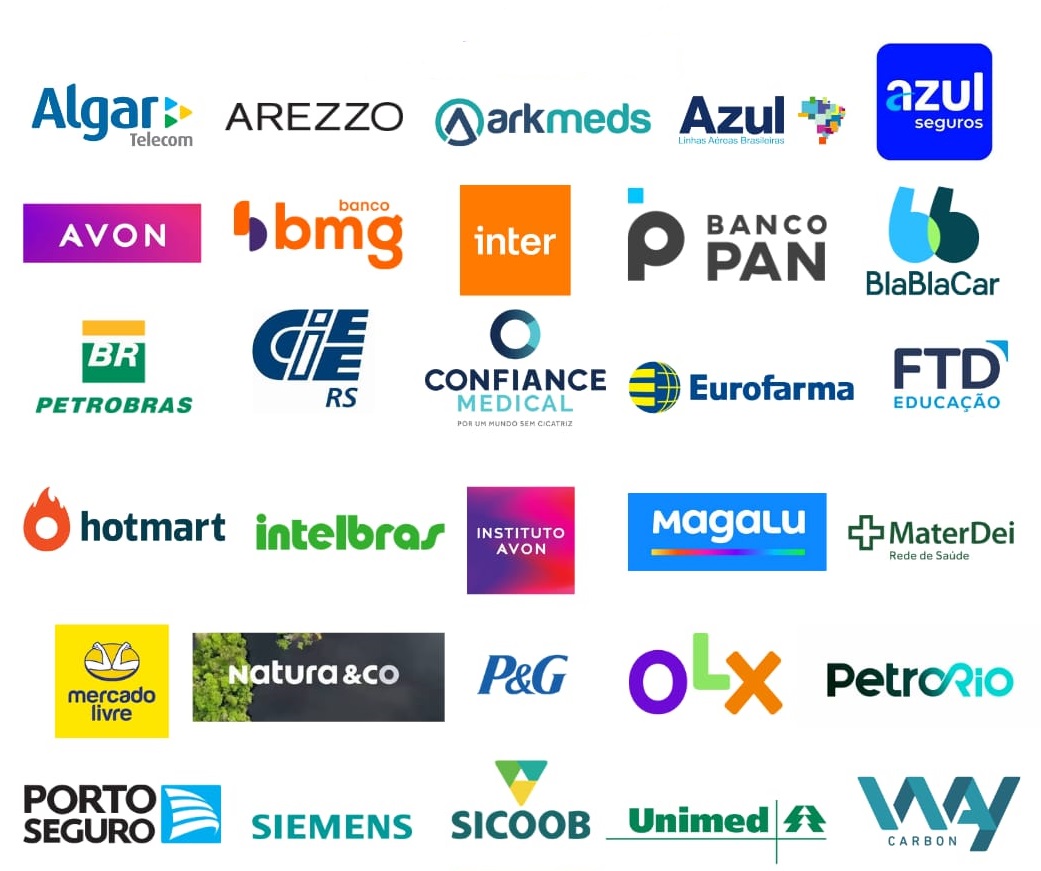 Algar
Telecom
AREZZO
arkmeds
Azul
Linhas Aéreas Brasileiras
azul
seguros
AVON
banco
bmg
inter
BANCO
PAN
BlaBlaCar
BR
PETROBRAS
CIEE
RS
CONFIANCE
MEDICAL
POR UM MUNDO SEM CICATRIZ
Eurofarma
FTD
EDUCAÇÃO
hotmart
intelbras
INSTITUTO
AVON
Magalu
MaterDei
Rede de Saúde
mercado
livre
Natura &Co
P&G
OLX
PetroRio
PORTO
SEGURO
SIEMENS
SICOOB
Unimed
WAY
CARBON